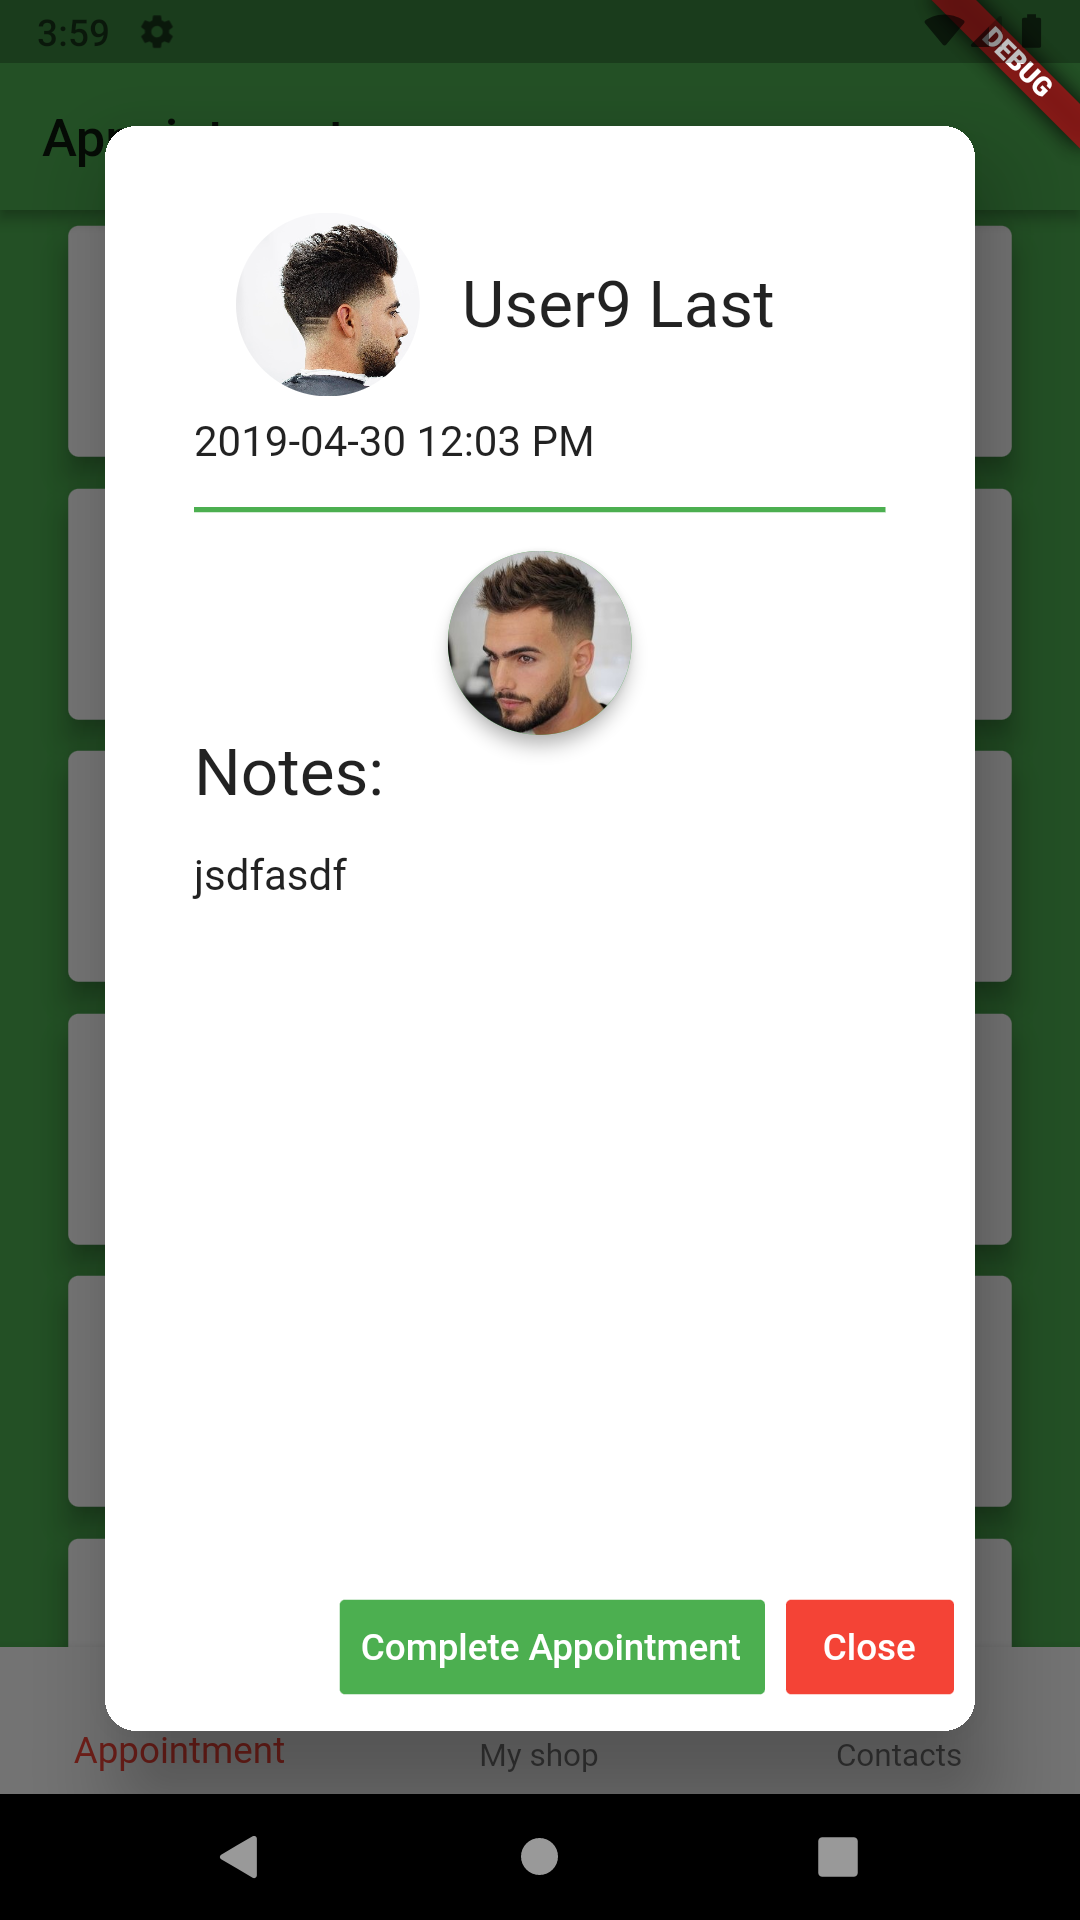 3:59
DEBUG
User9 Last
2019-04-30 12:03 PM
Notes:
jsdfasdf
Complete Appointment
Close
Appointment
My shop
Contacts